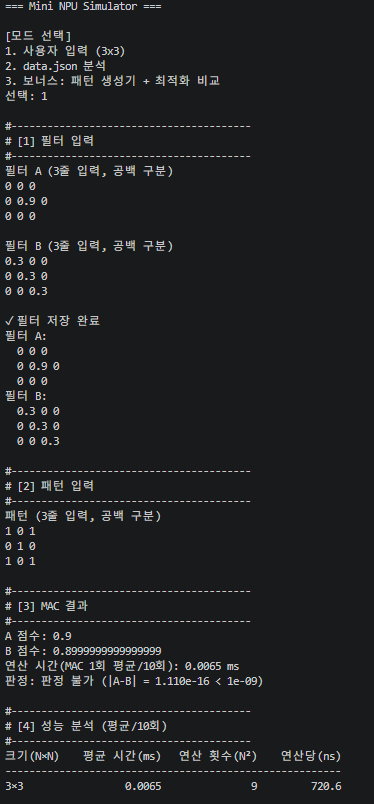 === Mini NPU Simulator ===
[모드 선택]
1. 사용자 입력 (3x3)
2. data.json 분석
3. 보너스: 패턴 생성기 + 최적화 비교
선택: 1
#----------------------------------------
# [1] 필터 입력
#----------------------------------------
필터 A (3줄 입력, 공백 구분)
0 0 0
0 0.9 0
0 0 0
필터 B (3줄 입력, 공백 구분)
0.3 0 0
0 0.3 0
0 0 0.3
✓ 필터 저장 완료
필터 A:
0 0 0
0 0.9 0
0 0 0
필터 B:
0.3 0 0
0 0.3 0
0 0 0.3
#----------------------------------------
# [2] 패턴 입력
#----------------------------------------
패턴 (3줄 입력, 공백 구분)
1 0 1
0 1 0
1 0 1
#----------------------------------------
# [3] MAC 결과
#----------------------------------------
A 점수: 0.9
B 점수: 0.8999999999999999
연산 시간(MAC 1회 평균/10회): 0.0065 ms
판정: 판정 불가 (|A-B| = 1.110e-16 < 1e-09)
#----------------------------------------
# [4] 성능 분석 (평균/10회)
#----------------------------------------
크기(N×N) 평균 시간(ms) 연산 횟수(N²) 연산당(ns)
--------------------------------------------------------
3×3 0.0065 9 720.6